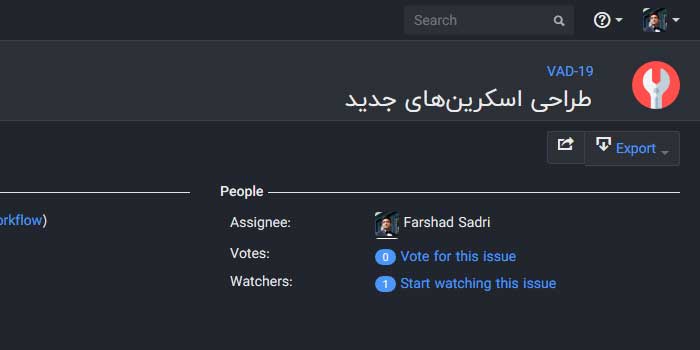 Search
VAD-19
طراحی اسکرین‌های جدید
Export
People
orkflow)
Assignee: Farshad Sadri
Votes: 0 Vote for this issue
Watchers: 1 Start watching this issue